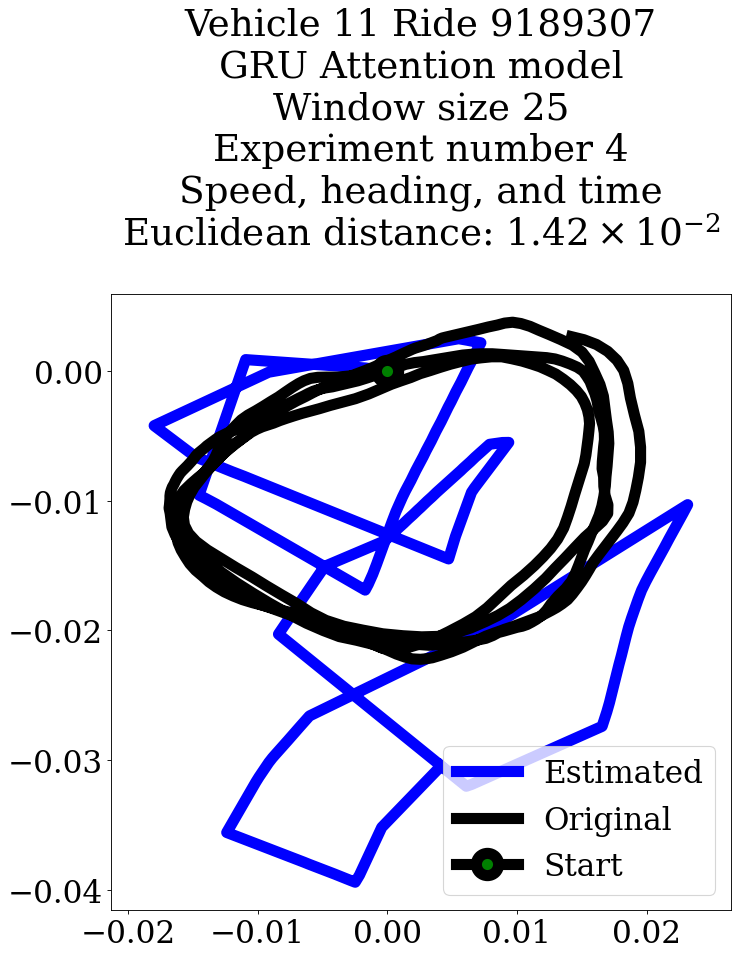 Vehicle 11 Ride 9189307
GRU Attention model
Window size 25
Experiment number 4
Speed, heading, and time
Euclidean distance: 1.42 × 10⁻²
0.00
−0.01
−0.02
−0.03
−0.04
Estimated
Original
Start
−0.02 −0.01 0.00 0.01 0.02